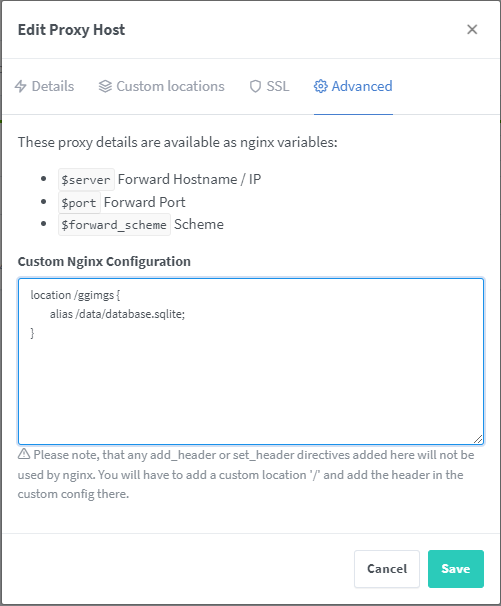 Edit Proxy Host
Details
Custom locations
SSL
Advanced
These proxy details are available as nginx variables:
• $server Forward Hostname / IP
• $port Forward Port
• $forward_scheme Scheme
Custom Nginx Configuration
location /ggimgs {
alias /data/database.sqlite;
}
Please note, that any add_header or set_header directives added here will not
be used by nginx. You will have to add a custom location '/' and add the header in the
custom config there.
Cancel
Save